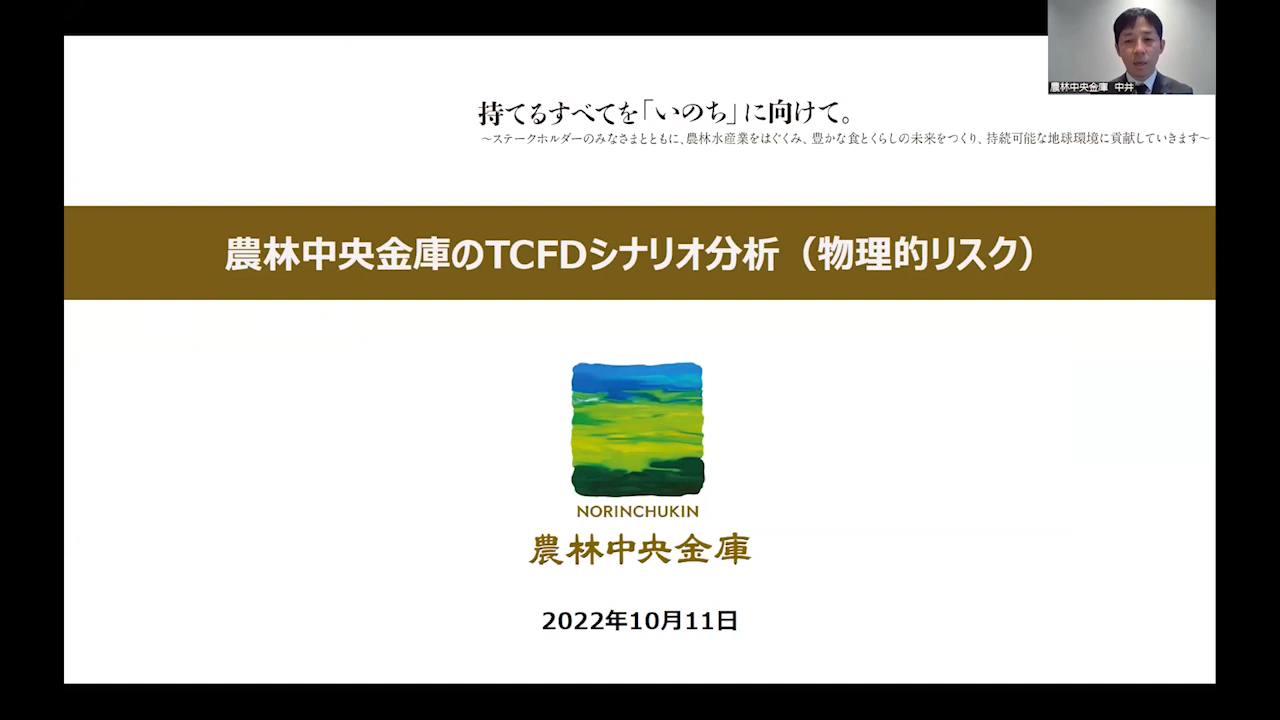 農林中央金庫 中井
持てるすべてを「いのち」に向けて。
～ステークホルダーのみなさまとともに、農林水産業をはぐくみ、豊かな食とくらしの未来をつくり、持続可能な地球環境に貢献していきます～
農林中央金庫のTCFDシナリオ分析（物理的リスク）
NORINCHUKIN
農林中央金庫
2022年10月11日